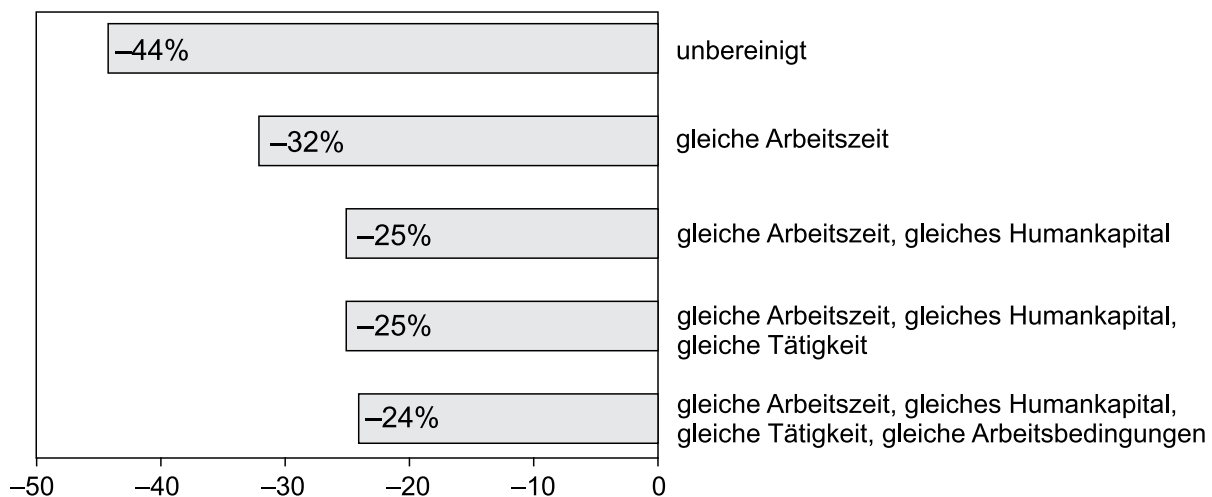 –44%
unbereinigt
–32%
gleiche Arbeitszeit
–25%
gleiche Arbeitszeit, gleiches Humankapital
–25%
gleiche Arbeitszeit, gleiches Humankapital,
gleiche Tätigkeit
–24%
gleiche Arbeitszeit, gleiches Humankapital,
gleiche Tätigkeit, gleiche Arbeitsbedingungen
–50 –40 –30 –20 –10 0